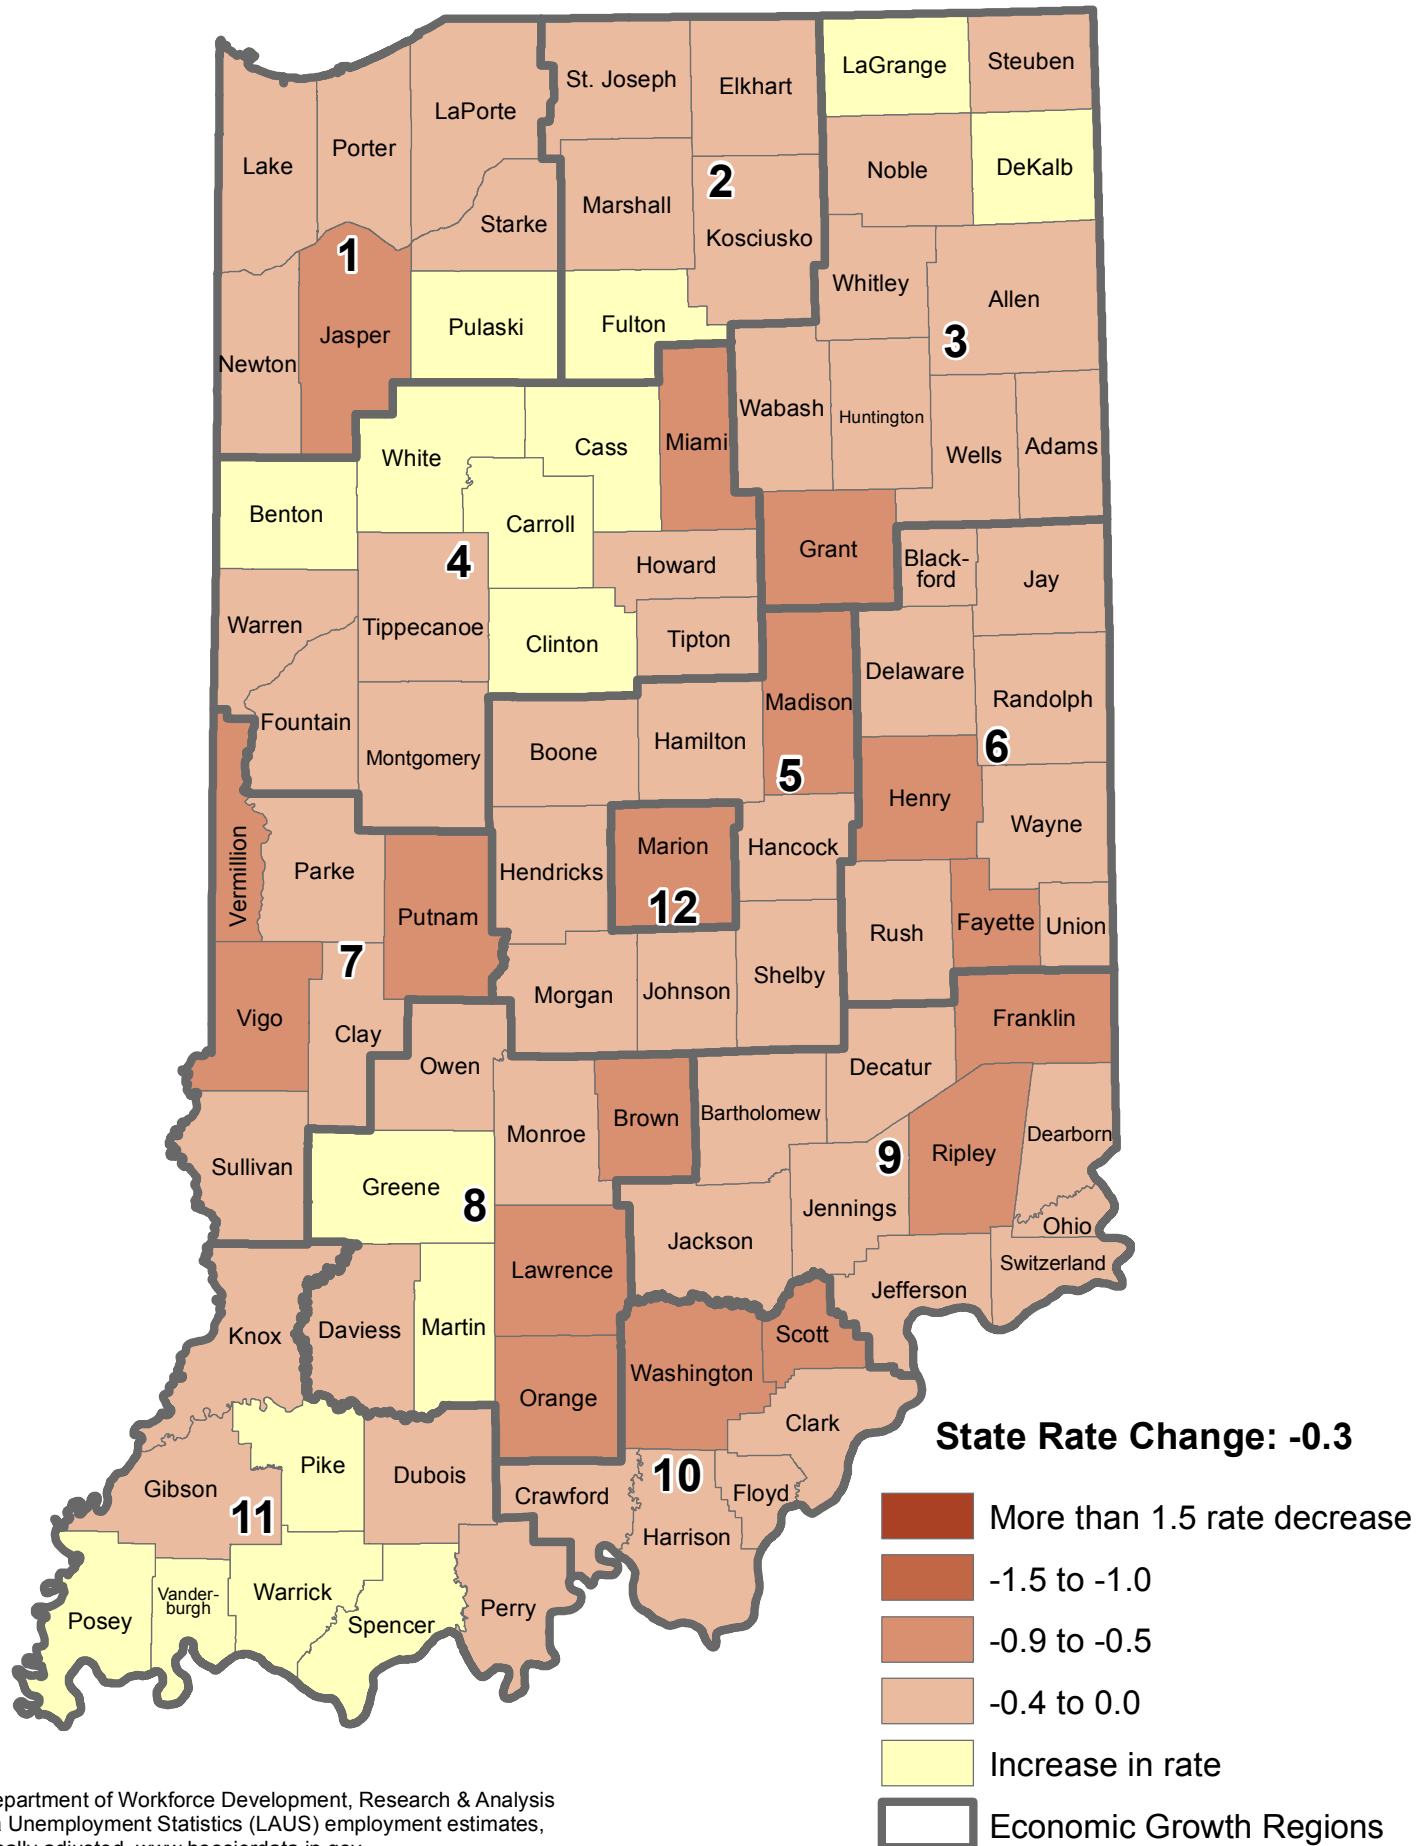 LaGrange
Steuben
St. Joseph
Elkhart
LaPorte
Porter
Lake
Noble
DeKalb
2
Marshall
Starke
Kosciusko
1
Whitley
Allen
Jasper
Pulaski
Fulton
3
Newton
Wabash
Huntington
White
Cass
Miami
Wells
Adams
Benton
Carroll
Grant
4
Howard
Black-
ford
Jay
Warren
Tippecanoe
Clinton
Tipton
Delaware
Madison
Randolph
Fountain
Montgomery
Boone
Hamilton
6
5
Henry
Wayne
Vermillion
Parke
Putnam
Hendricks
Marion
12
Hancock
Rush
Fayette
Union
7
Morgan
Johnson
Shelby
Vigo
Clay
Franklin
Owen
Decatur
Monroe
Brown
Bartholomew
Dearborn
9
Ripley
Sullivan
Greene
8
Jennings
Ohio
Jackson
Switzerland
Lawrence
Jefferson
Knox
Daviess
Martin
Scott
Washington
Orange
Clark
Pike
Dubois
10
Gibson
11
Crawford
Floyd
Harrison
Posey
Vander-
burgh
Warrick
Spencer
Perry
State Rate Change: -0.3
More than 1.5 rate decrease
-1.5 to -1.0
-0.9 to -0.5
-0.4 to 0.0
Increase in rate
Economic Growth Regions
Department of Workforce Development, Research & Analysis
Unemployment Statistics (LAUS) employment estimates,